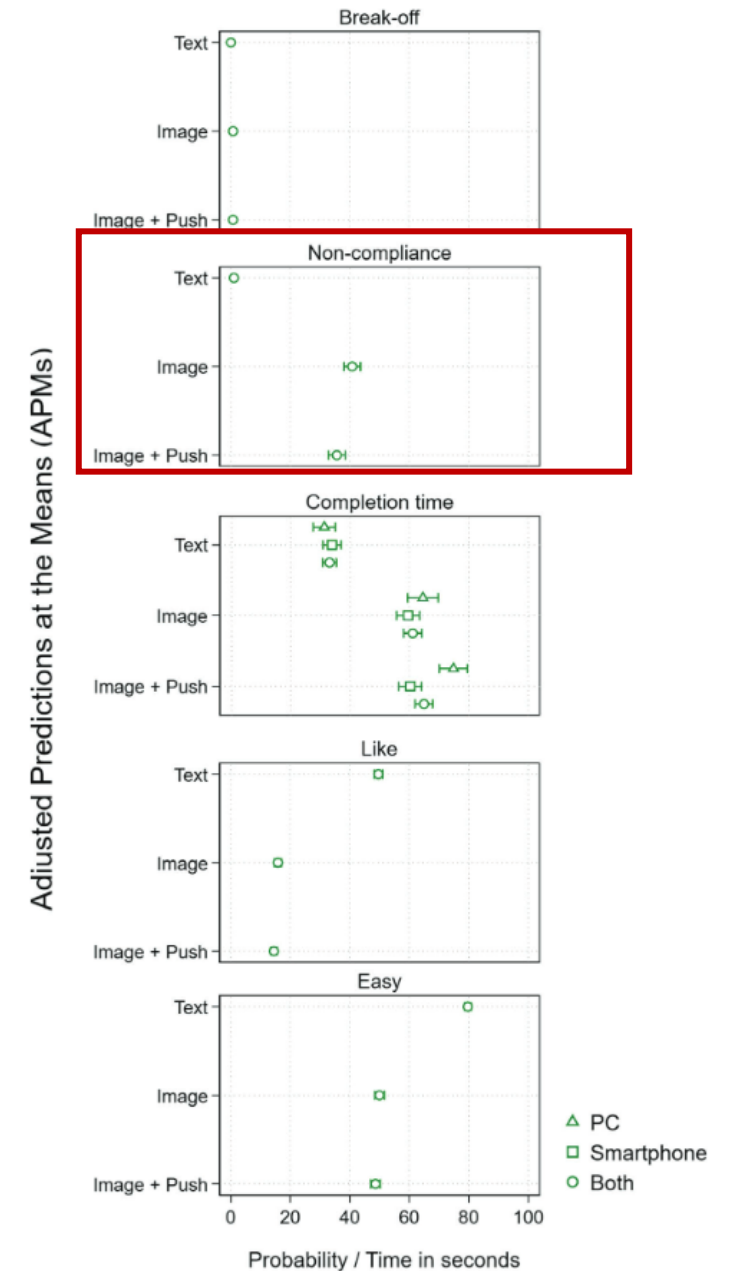 Adjusted Predictions at the Means (APMs)
Break-off
Text
Image
Image + Push
Non-compliance
Text
Image
Image + Push
Completion time
Text
Image
Image + Push
Like
Text
Image
Image + Push
Easy
Text
Image
Image + Push
0 20 40 60 80 100
Probability / Time in seconds
PC
Smartphone
Both